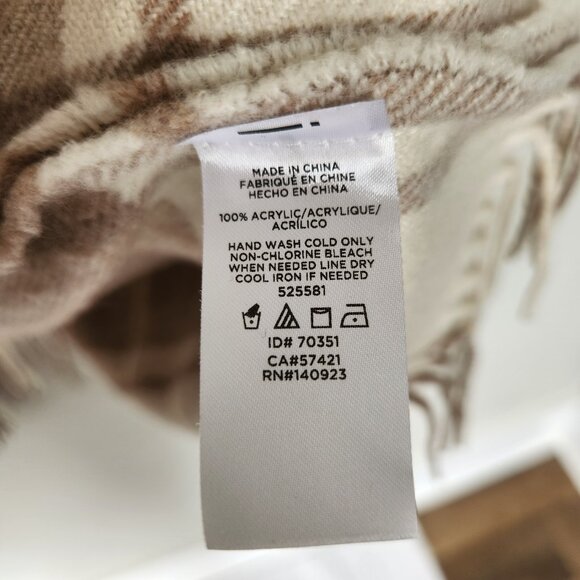 MADE IN CHINA
FABRIQUÉ EN CHINE
HECHO EN CHINA
100% ACRYLIC/ACRYLIQUE/
ACRÍLICO
HAND WASH COLD ONLY
NON-CHLORINE BLEACH
WHEN NEEDED LINE DRY
COOL IRON IF NEEDED
525581
ID# 70351
CA#57421
RN#140923